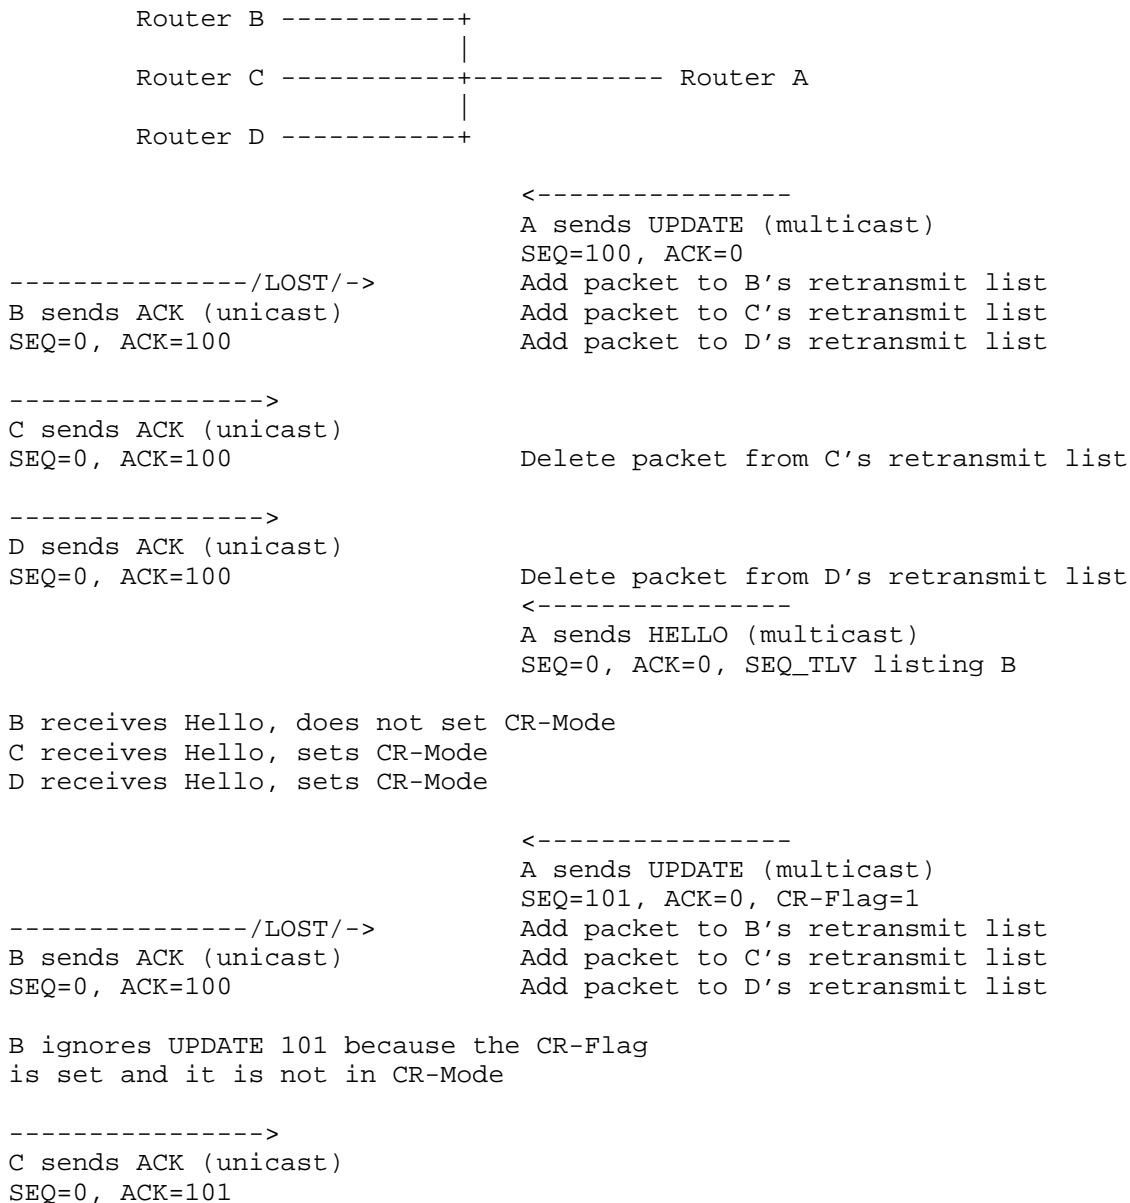 Router B -----------+
                            |
        Router C -----------+------------ Router A
                            |
        Router D -----------+

                                <----------------
                                A sends UPDATE (multicast)
                                SEQ=100, ACK=0
---------------/LOST/->         Add packet to B’s retransmit list
B sends ACK (unicast)           Add packet to C’s retransmit list
SEQ=0, ACK=100                  Add packet to D’s retransmit list

---------------->
C sends ACK (unicast)
SEQ=0, ACK=100                  Delete packet from C’s retransmit list

---------------->
D sends ACK (unicast)
SEQ=0, ACK=100                  Delete packet from D’s retransmit list
                                <----------------
                                A sends HELLO (multicast)
                                SEQ=0, ACK=0, SEQ_TLV listing B

B receives Hello, does not set CR-Mode
C receives Hello, sets CR-Mode
D receives Hello, sets CR-Mode

                                <----------------
                                A sends UPDATE (multicast)
                                SEQ=101, ACK=0, CR-Flag=1
---------------/LOST/->         Add packet to B’s retransmit list
B sends ACK (unicast)           Add packet to C’s retransmit list
SEQ=0, ACK=100                  Add packet to D’s retransmit list

B ignores UPDATE 101 because the CR-Flag
is set and it is not in CR-Mode

---------------->
C sends ACK (unicast)
SEQ=0, ACK=101